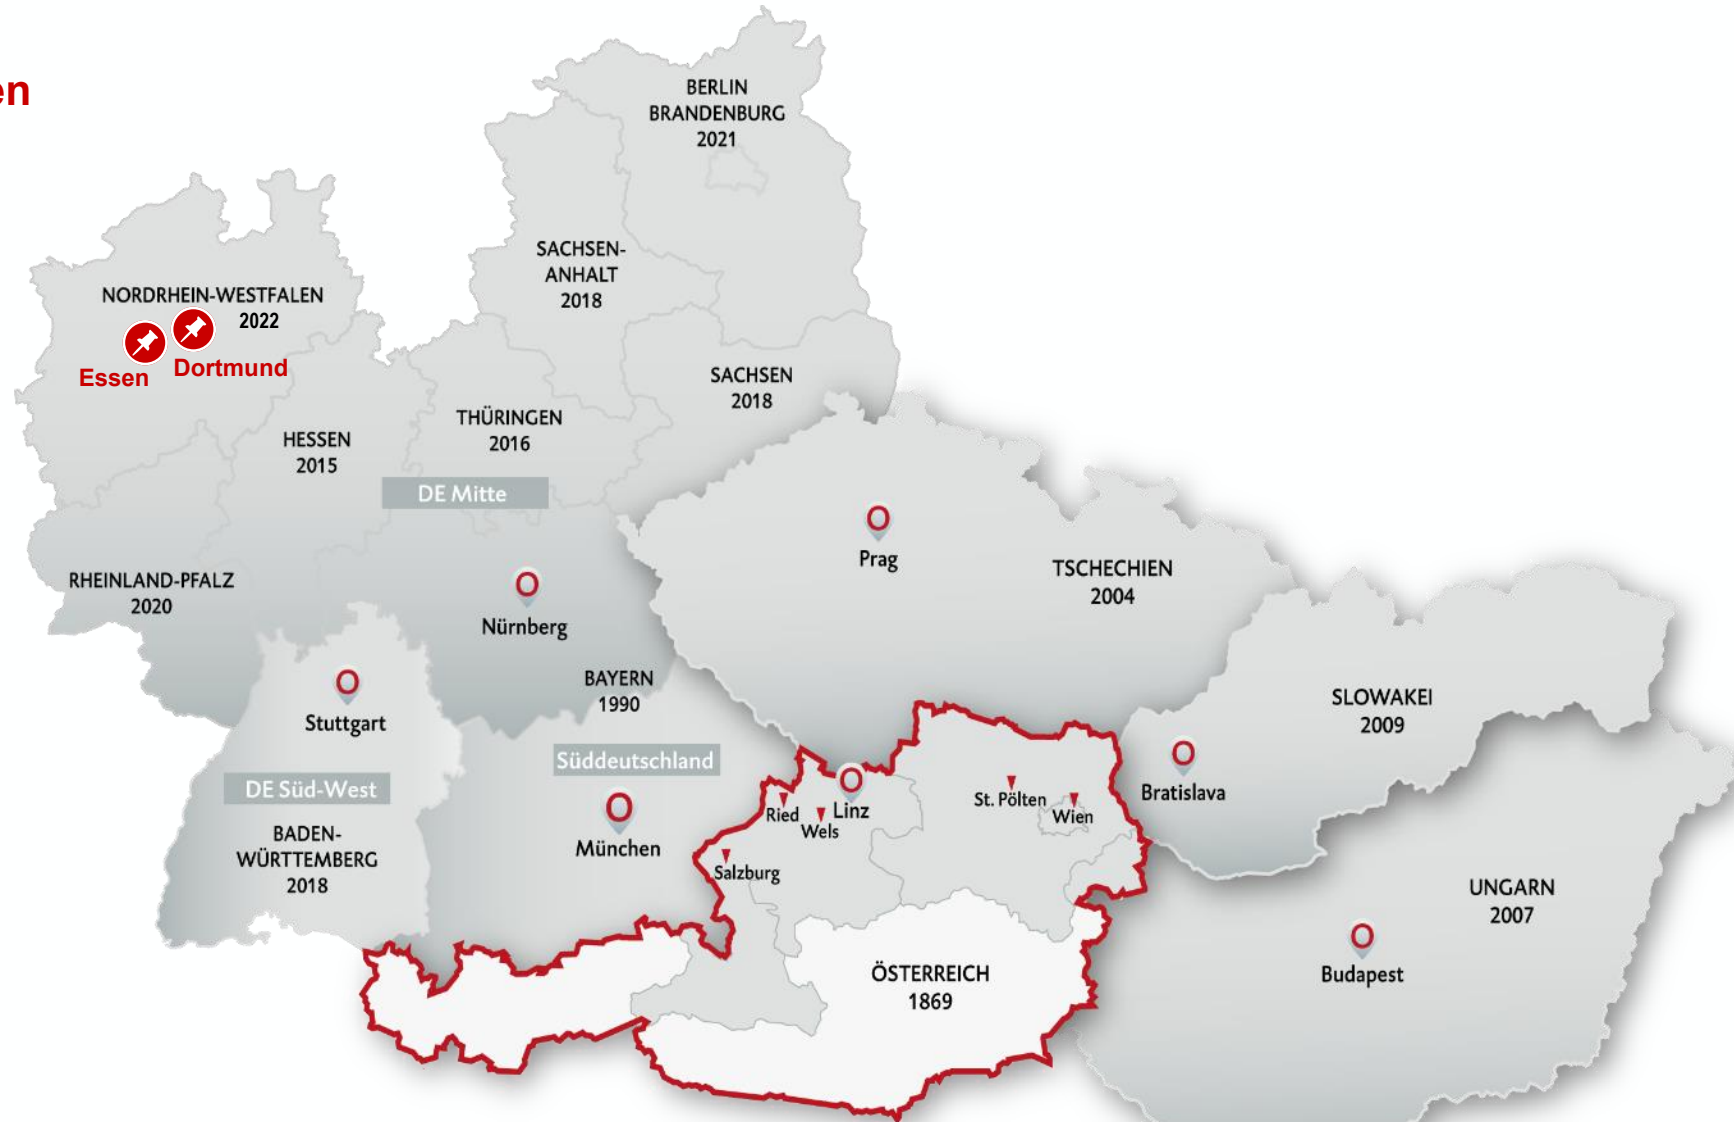 en
BERLIN
BRANDENBURG
2021
SACHSEN-
ANHALT
2018
NORDRHEIN-WESTFALEN
2022
Essen
Dortmund
SACHSEN
2018
THÜRINGEN
2016
HESSEN
2015
DE Mitte
Prag
TSCHECHIEN
2004
RHEINLAND-PFALZ
2020
Nürnberg
BAYERN
1990
Stuttgart
SLOWAKEI
2009
Süddeutschland
DE Süd-West
Bratislava
St. Pölten
Wien
Ried
Linz
Wels
BADEN-
WÜRTTEMBERG
2018
München
Salzburg
UNGARN
2007
Budapest
ÖSTERREICH
1869